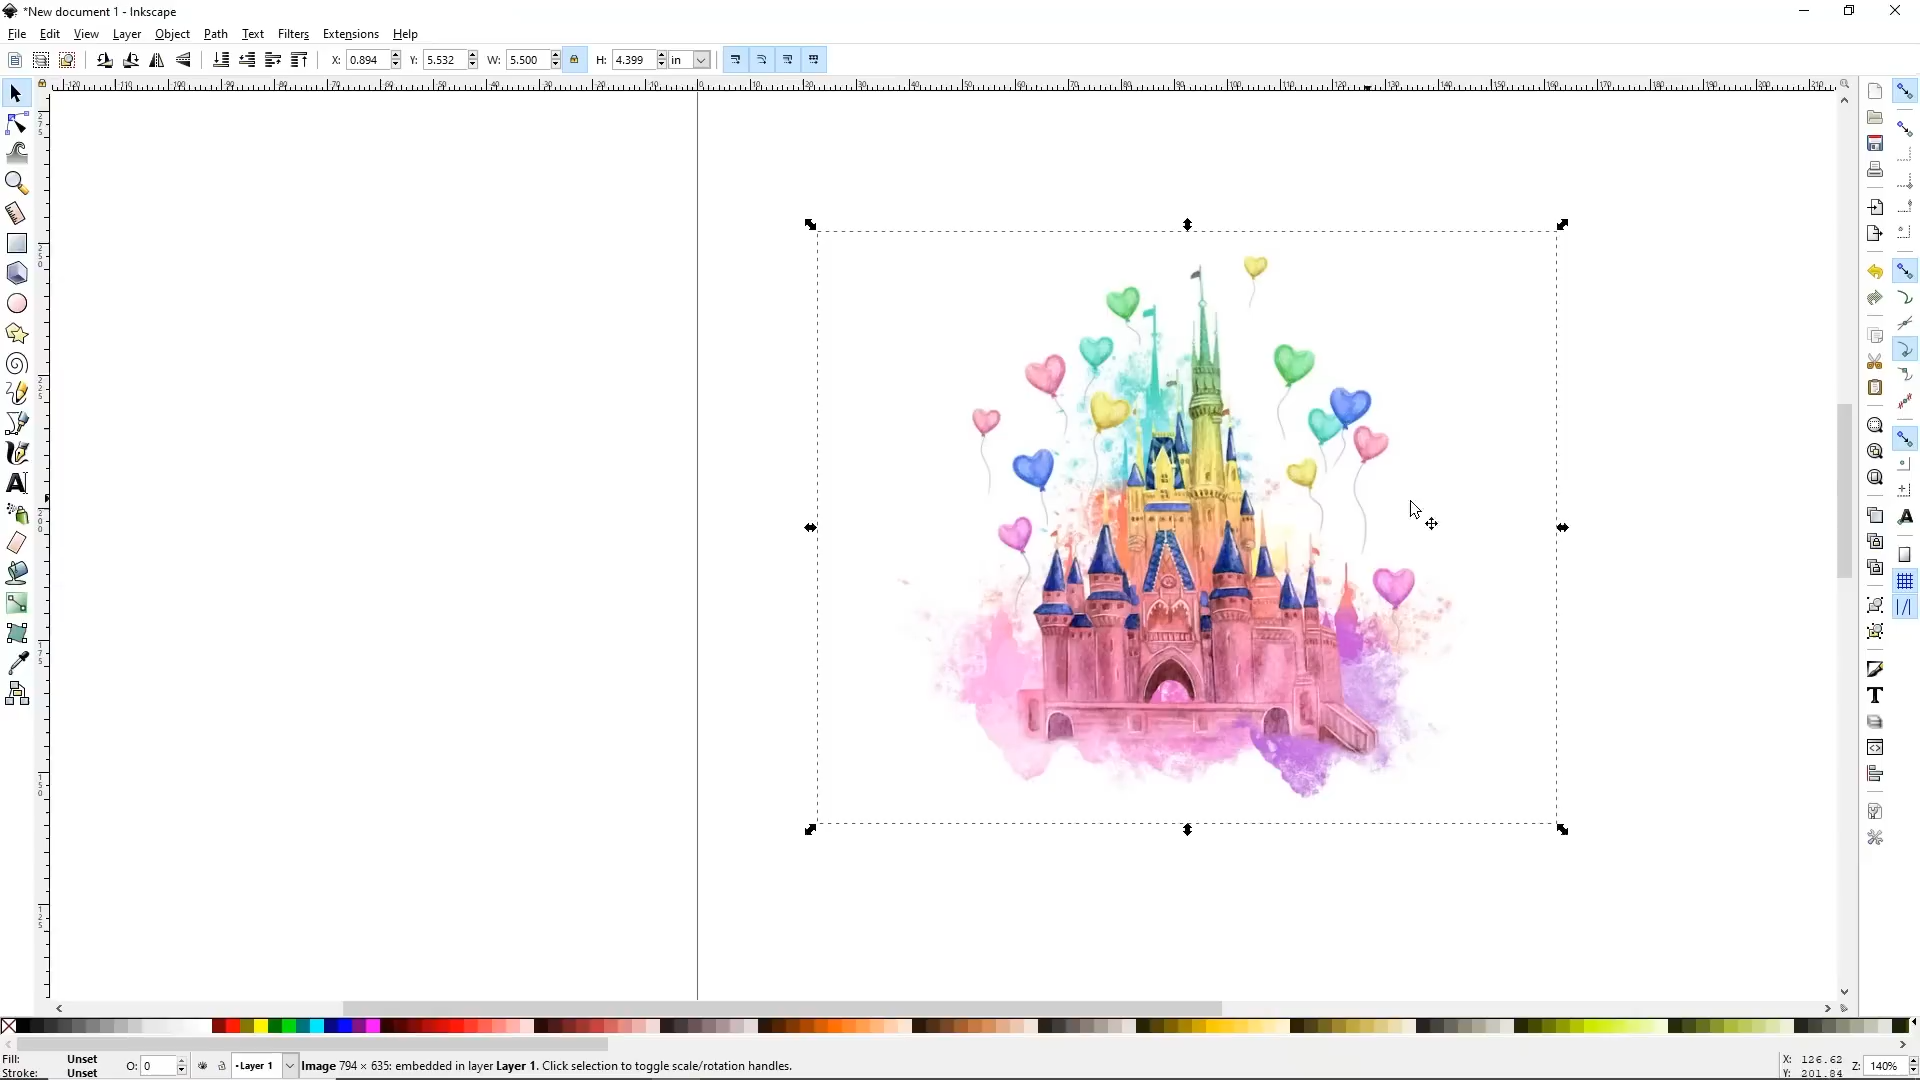 *New document 1 - Inkscape
File Edit View Layer Object Path Text Filters Extensions Help
X: 0.894 Y: 5.532 W: 5.500 H: 4.399 in
Fill: Unset
Stroke: Unset
O: 0
•Layer 1
Image 794 × 635: embedded in layer Layer 1. Click selection to toggle scale/rotation handles.
X: 126.62
Y: 201.84
Z: 140%